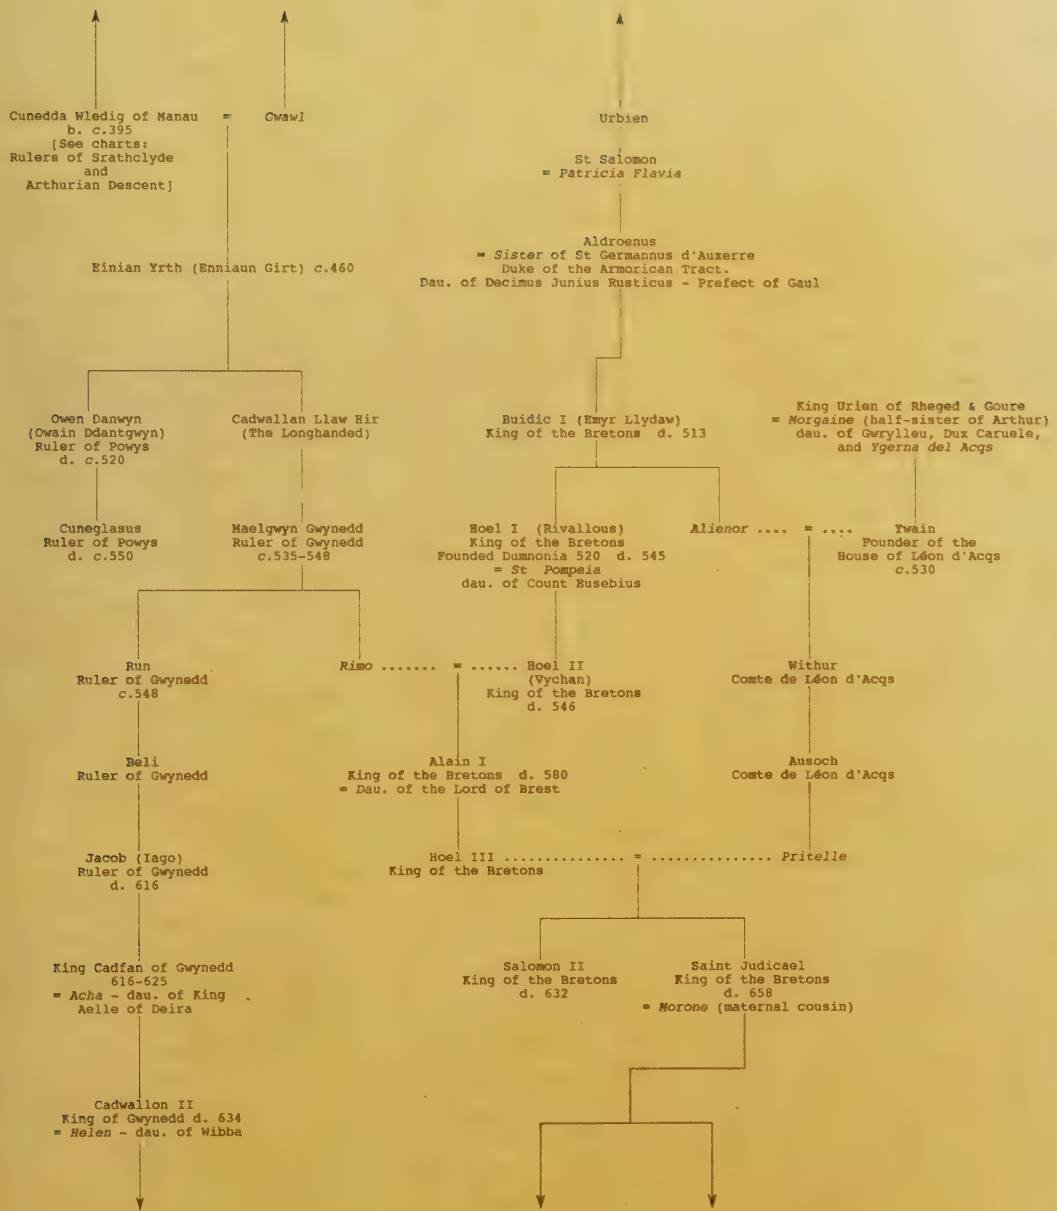 Cunedda Wledig of Manau = Gwawl
b. c.395
[See charts:
Rulers of Srathclyde
and
Arthurian Descent]
Urbien
St Salomon
= Patricia Flavia
Aldroenus
= Sister of St Germannus d'Auxerre
Duke of the Armorican Tract.
Dau. of Decimus Junius Rusticus - Prefect of Gaul
Einian Yrth (Enniaun Girt) c.460
Owen Danwyn
(Owain Ddantgwyn)
Ruler of Powys
d. c.520
Cadwallan Llaw Hir
(The Longhanded)
Buidic I (Emyr Llydaw)
King of the Bretons d. 513
King Urien of Rheged & Goure
= Morgaine (half-sister of Arthur)
dau. of Gwrylleu, Dux Caruele,
and Ygerna del Acqs
Cuneglasus
Ruler of Powys
d. c.550
Maelgwyn Gwynedd
Ruler of Gwynedd
c.535-548
Hoel I (Rivallous)
King of the Bretons
Founded Dumnonia 520 d. 545
= St Pompeia
dau. of Count Eusebius
Alienor .... = .... Ywain
Founder of the
House of Léon d'Acqs
c.530
Run
Ruler of Gwynedd
c.548
Rimo ....... = ...... Hoel II
(Vychan)
King of the Bretons
d. 546
Withur
Comte de Léon d'Acqs
Beli
Ruler of Gwynedd
Alain I
King of the Bretons d. 580
= Dau. of the Lord of Brest
Ausoch
Comte de Léon d'Acqs
Jacob (Iago)
Ruler of Gwynedd
d. 616
Hoel III ............... = ............... Pritelle
King of the Bretons
King Cadfan of Gwynedd
616-625
= Acha - dau. of King
Aelle of Deira
Salomon II
King of the Bretons
d. 632
Saint Judicael
King of the Bretons
d. 658
= Morone (maternal cousin)
Cadwallon II
King of Gwynedd d. 634
= Helen - dau. of Wibba